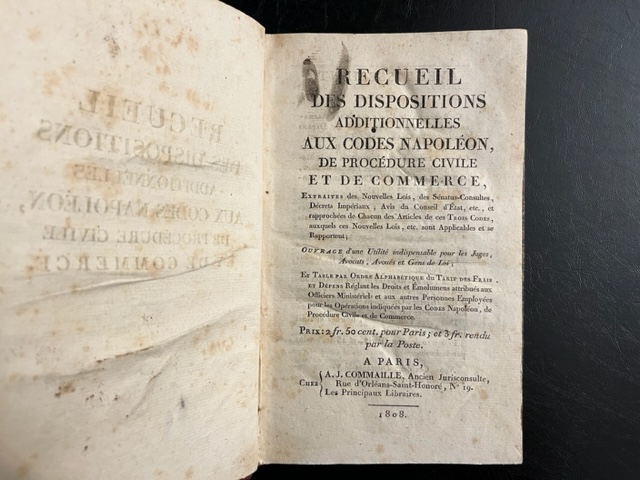 RECUEIL
DES DISPOSITIONS
ADDITIONNELLES
AUX CODES NAPOLÉON,
DE PROCÉDURE CIVILE
ET DE COMMERCE,
EXTRAITES des Nouvelles Lois, des Sénatus-Consultes,
Décrets Impériaux, Avis du Conseil d'État, etc. et
rapprochées de Chacun des Articles de ces TROIS CODES,
auxquels ces Nouvelles Lois, etc. sont Applicables et se
Rapportent;
OUVRAGE d'une Utilité indispensable pour les Juges,
Avocats, Avoués et Gens de Loi;
ET TABLE PAR ORDRE ALPHABÉTIQUE DU TARIF DES FRAIS
ET DÉPENS Réglant les Droits et Émolumens attribués aux
Officiers Ministériels et aux autres Personnes Employées
pour les Opérations indiquées par les CODES Napoléon, de
Procédure Civile et de Commerce.
PRIX: 2 fr. 50 cent. pour Paris; et 3 fr. rendu
par la Poste.
A PARIS,
CHEZ A. J. COMMAILLE, Ancien Jurisconsulte,
Rue d'Orléans-Saint-Honoré, N° 19.
Les Principaux Libraires.
1808.